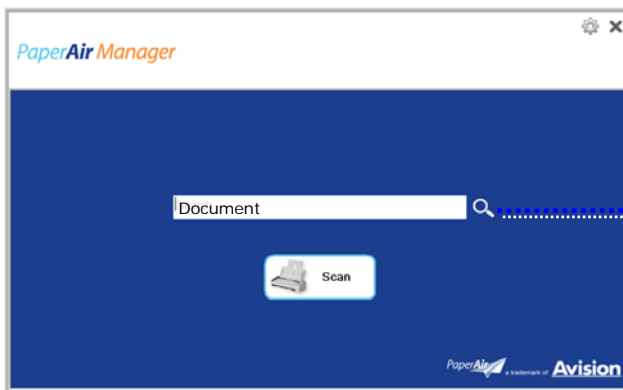 PaperAir Manager
Document
Scan
PaperAir a trademark of Avision